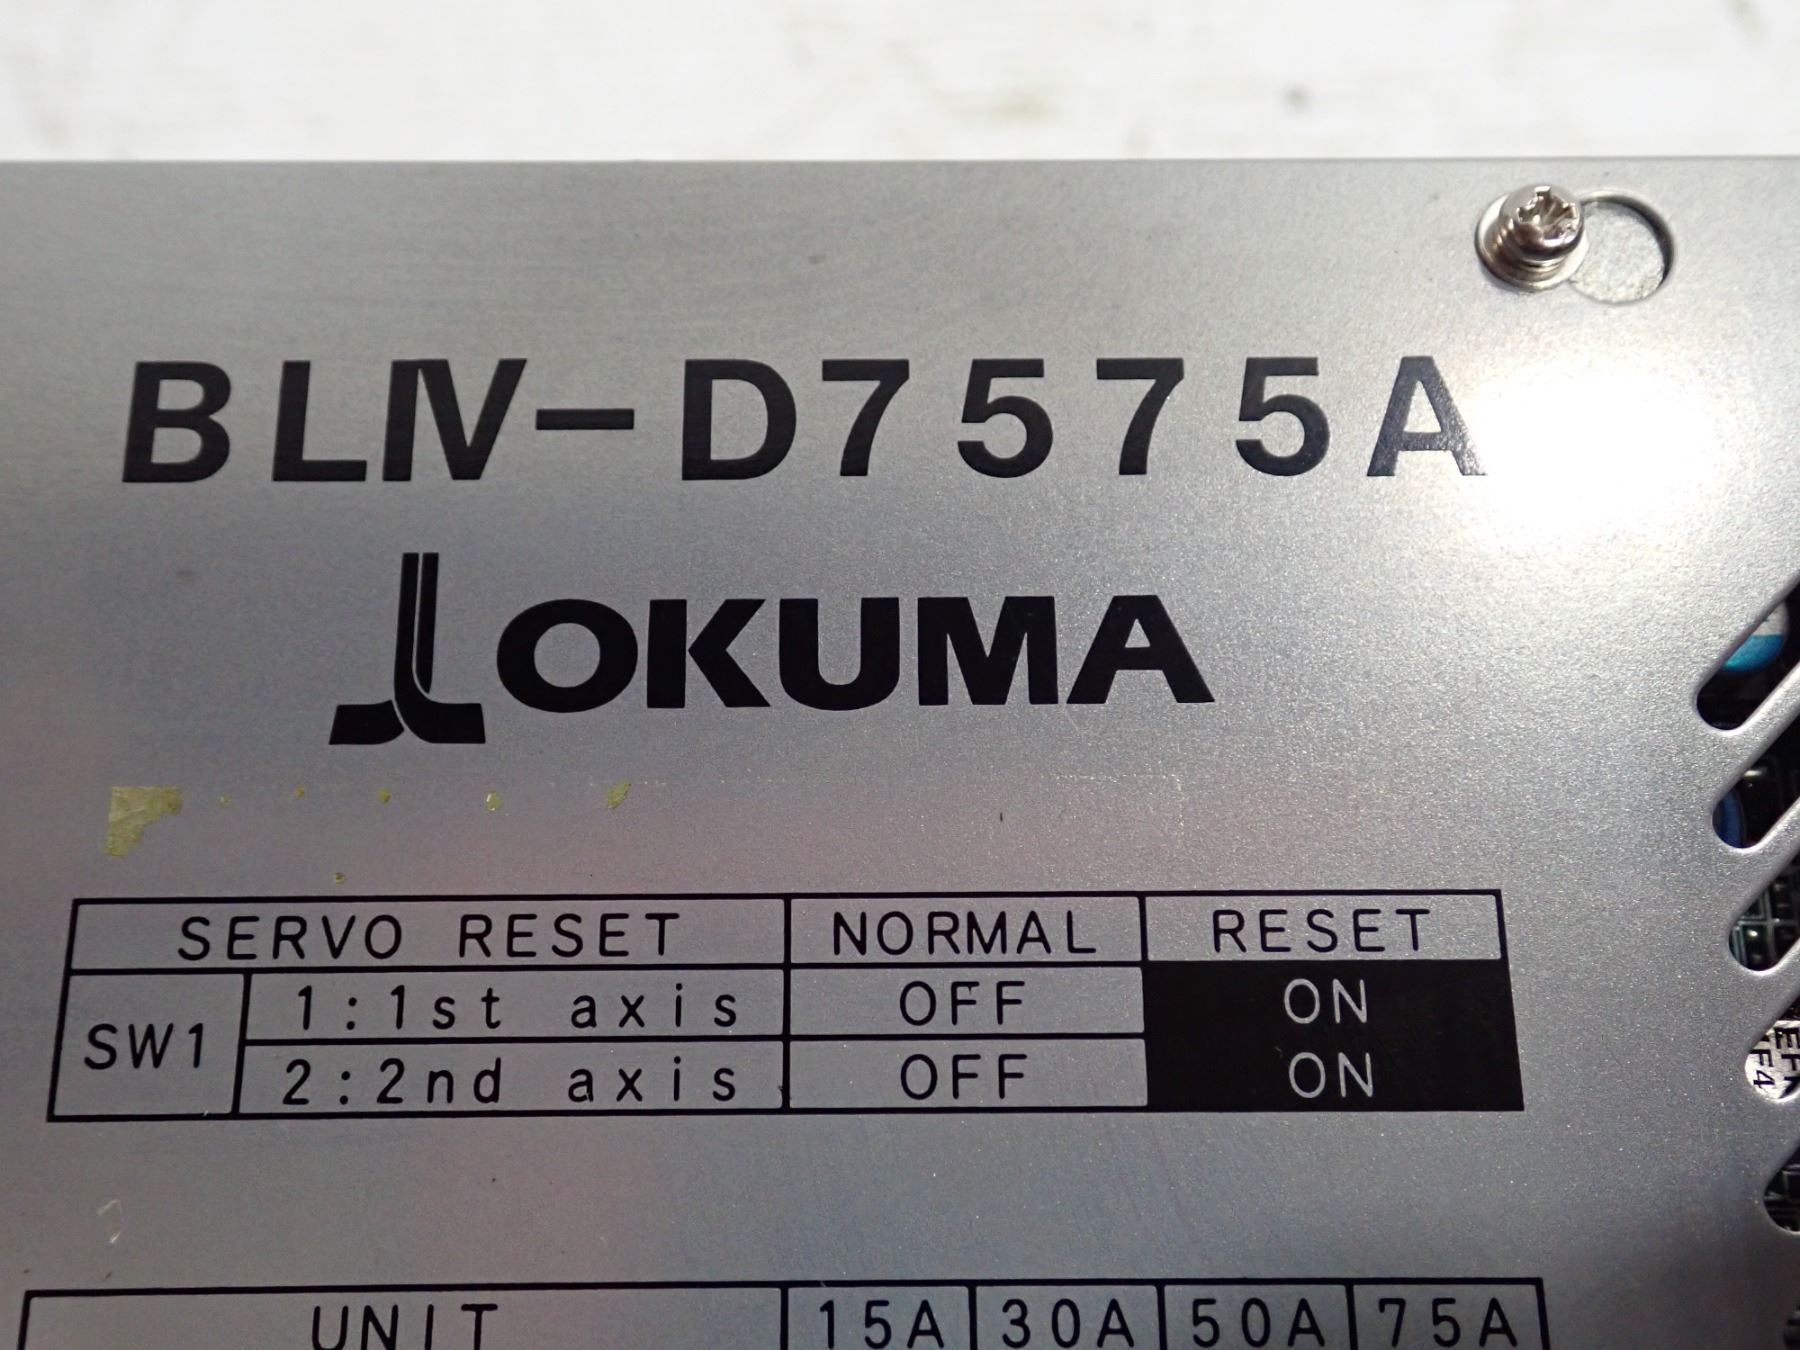 BLIV-D7575A
OKUMA
SERVO RESET NORMAL RESET
SW1 1:1st axis OFF ON
2:2nd axis OFF ON
UNIT 15A 30A 50A 75A